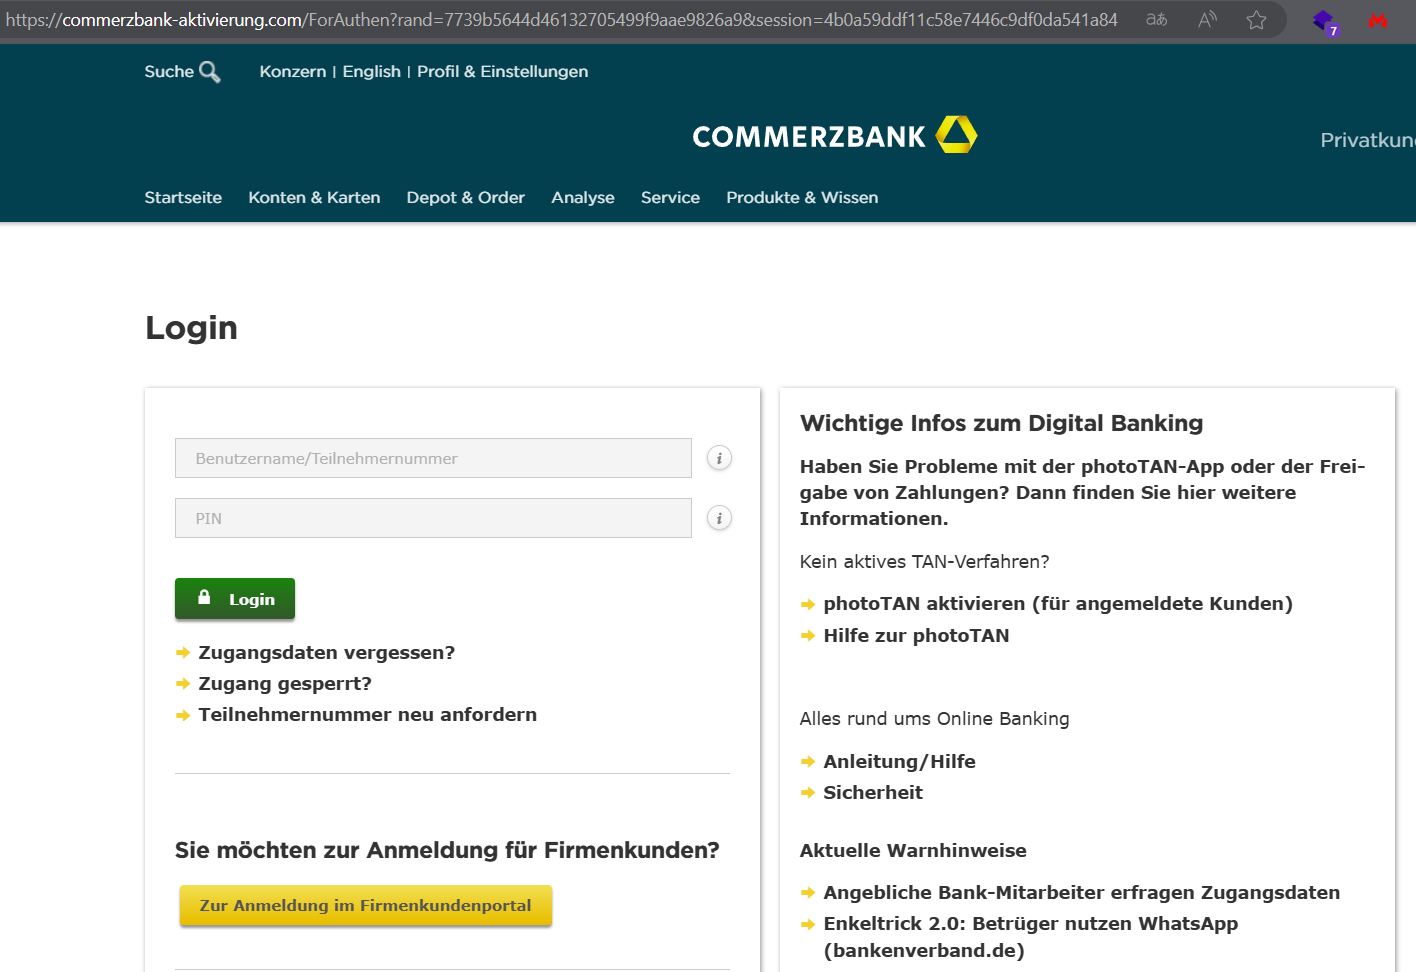 https://commerzbank-aktivierung.com/ForAuthen?rand=7739b5644d46132705499f9aae9826a9&session=4b0a59ddf11c58e7446c9df0da541a84
7
Suche Konzern | English | Profil & Einstellungen
COMMERZBANK
Privatkun
Startseite Konten & Karten Depot & Order Analyse Service Produkte & Wissen
Login
Benutzername/Teilnehmernummer
PIN
Login
Zugangsdaten vergessen?
Zugang gesperrt?
Teilnehmernummer neu anfordern
Sie möchten zur Anmeldung für Firmenkunden?
Zur Anmeldung im Firmenkundenportal
Wichtige Infos zum Digital Banking
Haben Sie Probleme mit der photoTAN-App oder der Frei-
gabe von Zahlungen? Dann finden Sie hier weitere
Informationen.
Kein aktives TAN-Verfahren?
photoTAN aktivieren (für angemeldete Kunden)
Hilfe zur photoTAN
Alles rund ums Online Banking
Anleitung/Hilfe
Sicherheit
Aktuelle Warnhinweise
Angebliche Bank-Mitarbeiter erfragen Zugangsdaten
Enkeltrick 2.0: Betrüger nutzen WhatsApp
(bankenverband.de)